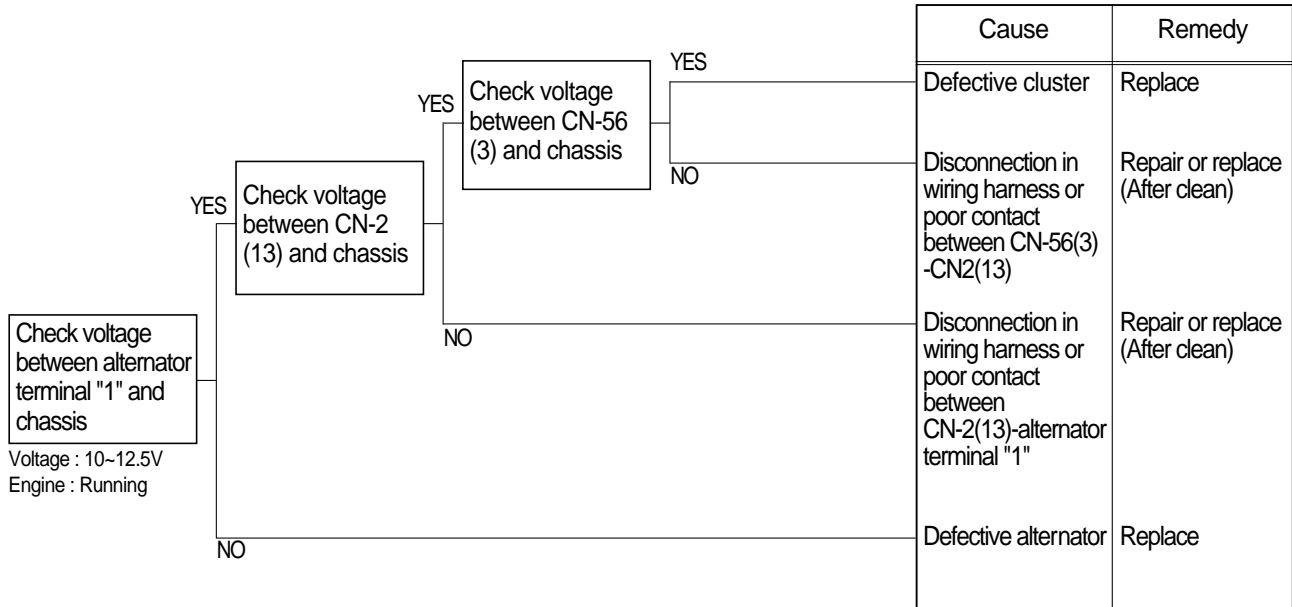 Cause
Remedy
YES
Defective cluster
Replace
YES
Check voltage
between CN-56
(3) and chassis
NO
Disconnection in
wiring harness or
poor contact
between CN-56(3)
-CN2(13)
Repair or replace
(After clean)
YES
Check voltage
between CN-2
(13) and chassis
NO
Disconnection in
wiring harness or
poor contact
between
CN-2(13)-alternator
terminal "1"
Repair or replace
(After clean)
Check voltage
between alternator
terminal "1" and
chassis
Voltage : 10~12.5V
Engine : Running
NO
Defective alternator
Replace